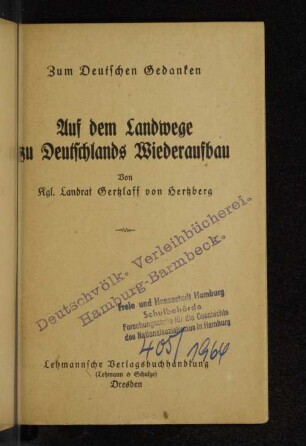 Zum Deutschen Gedanken
Auf dem Landwege
zu Deutschlands Wiederaufbau
Von
Kgl. Landrat Gertzlaff von Hertzberg
Deutschvölk. Verleihbücherei.
Hamburg-Barmbeck.
Freie und Hansestadt Hamburg
Schulbehörde
Forschungsstelle für die Geschichte
des Nationalsozialismus in Hamburg
405/1966
Lehmannsche Verlagsbuchhandlung
(Lehmann & Schulze)
Dresden